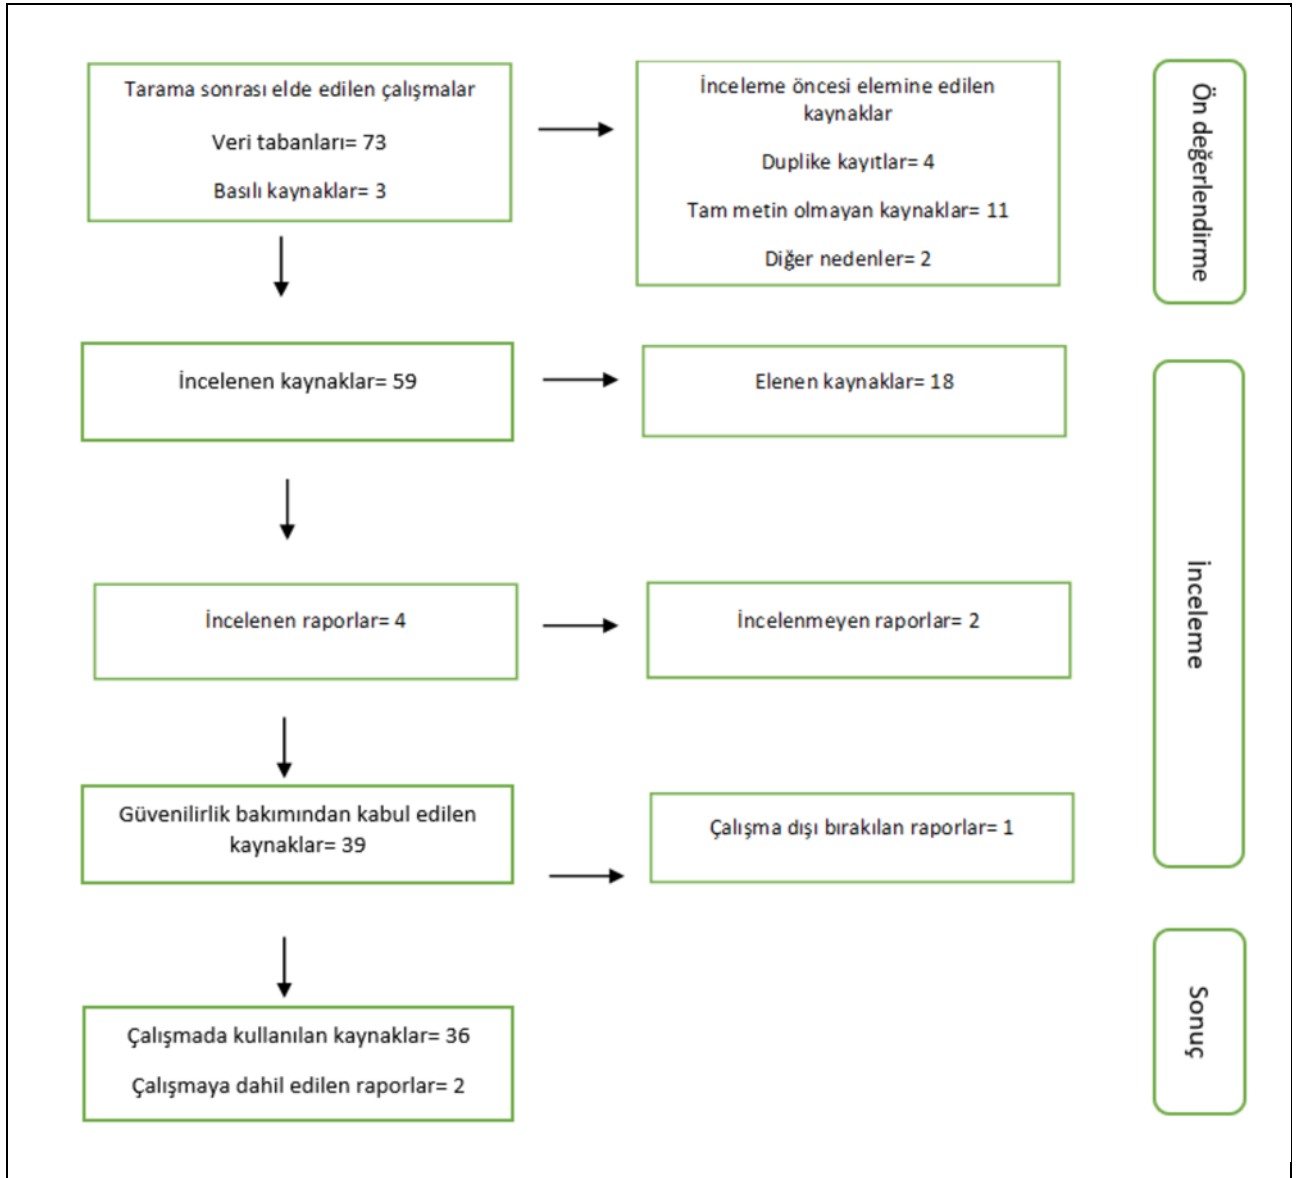 Tarama sonrası elde edilen çalışmalar
Veri tabanları= 73
Basılı kaynaklar= 3
İnceleme öncesi elemine edilen
kaynaklar
Duplike kayıtlar= 4
Tam metin olmayan kaynaklar= 11
Diğer nedenler= 2
Ön değerlendirme
İncelenen kaynaklar= 59
Elenen kaynaklar= 18
İncelenen raporlar= 4
İncelenmeyen raporlar= 2
İnceleme
Güvenilirlik bakımından kabul edilen
kaynaklar= 39
Çalışma dışı bırakılan raporlar= 1
Çalışmada kullanılan kaynaklar= 36
Çalışmaya dahil edilen raporlar= 2
Sonuç